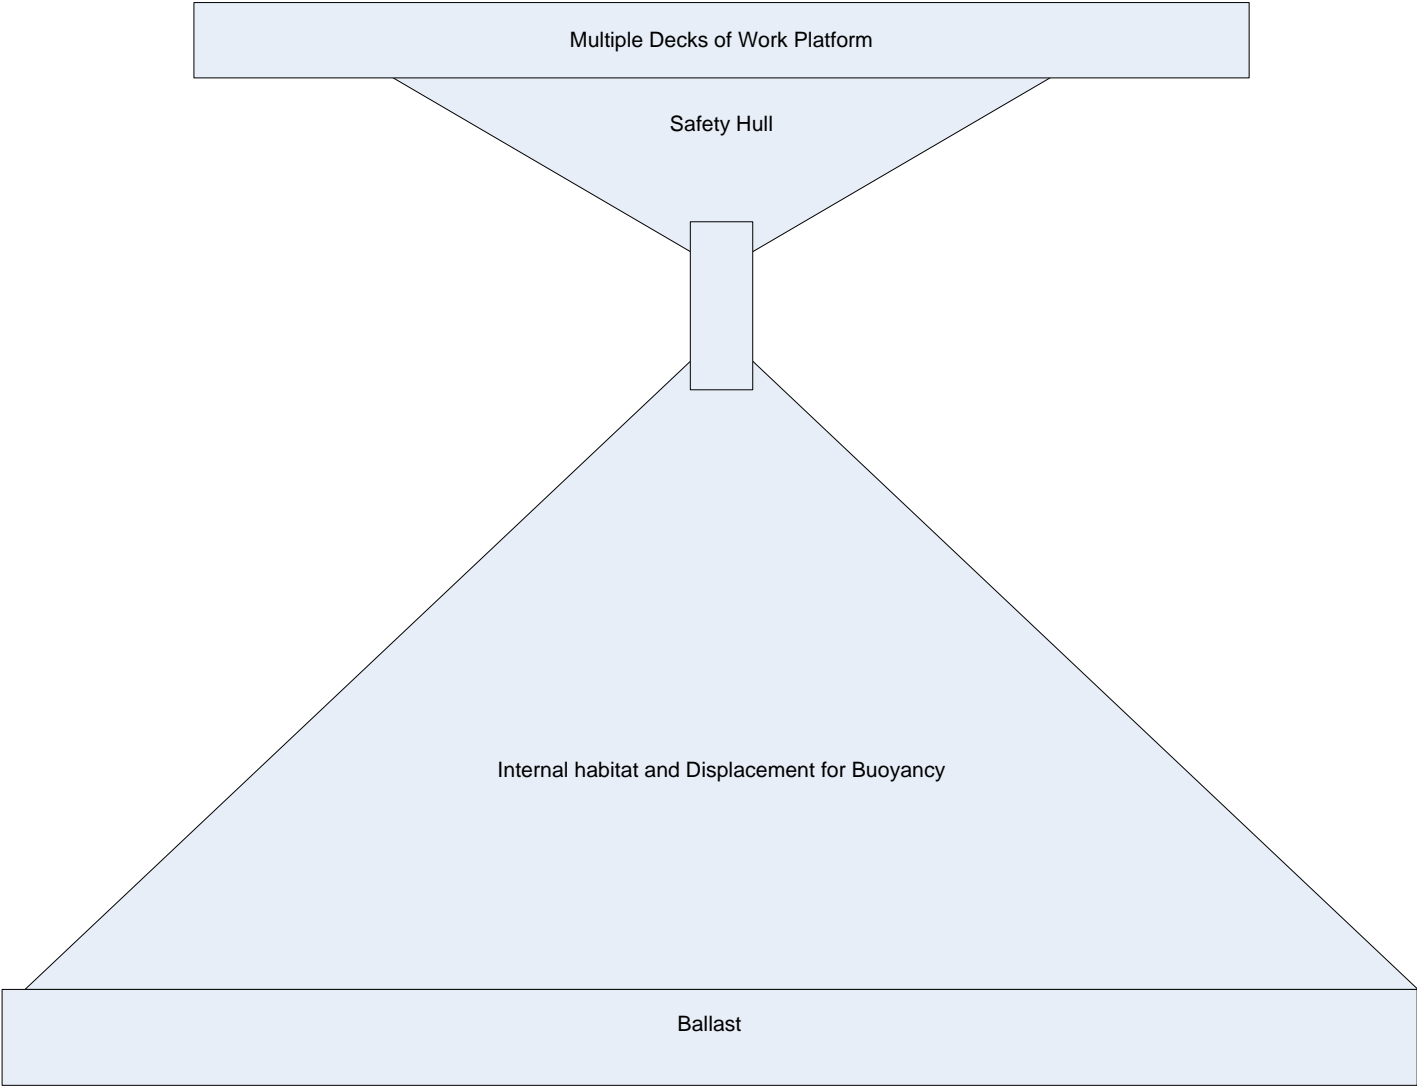 Multiple Decks of Work Platform
Safety Hull
Internal habitat and Displacement for Buoyancy
Ballast